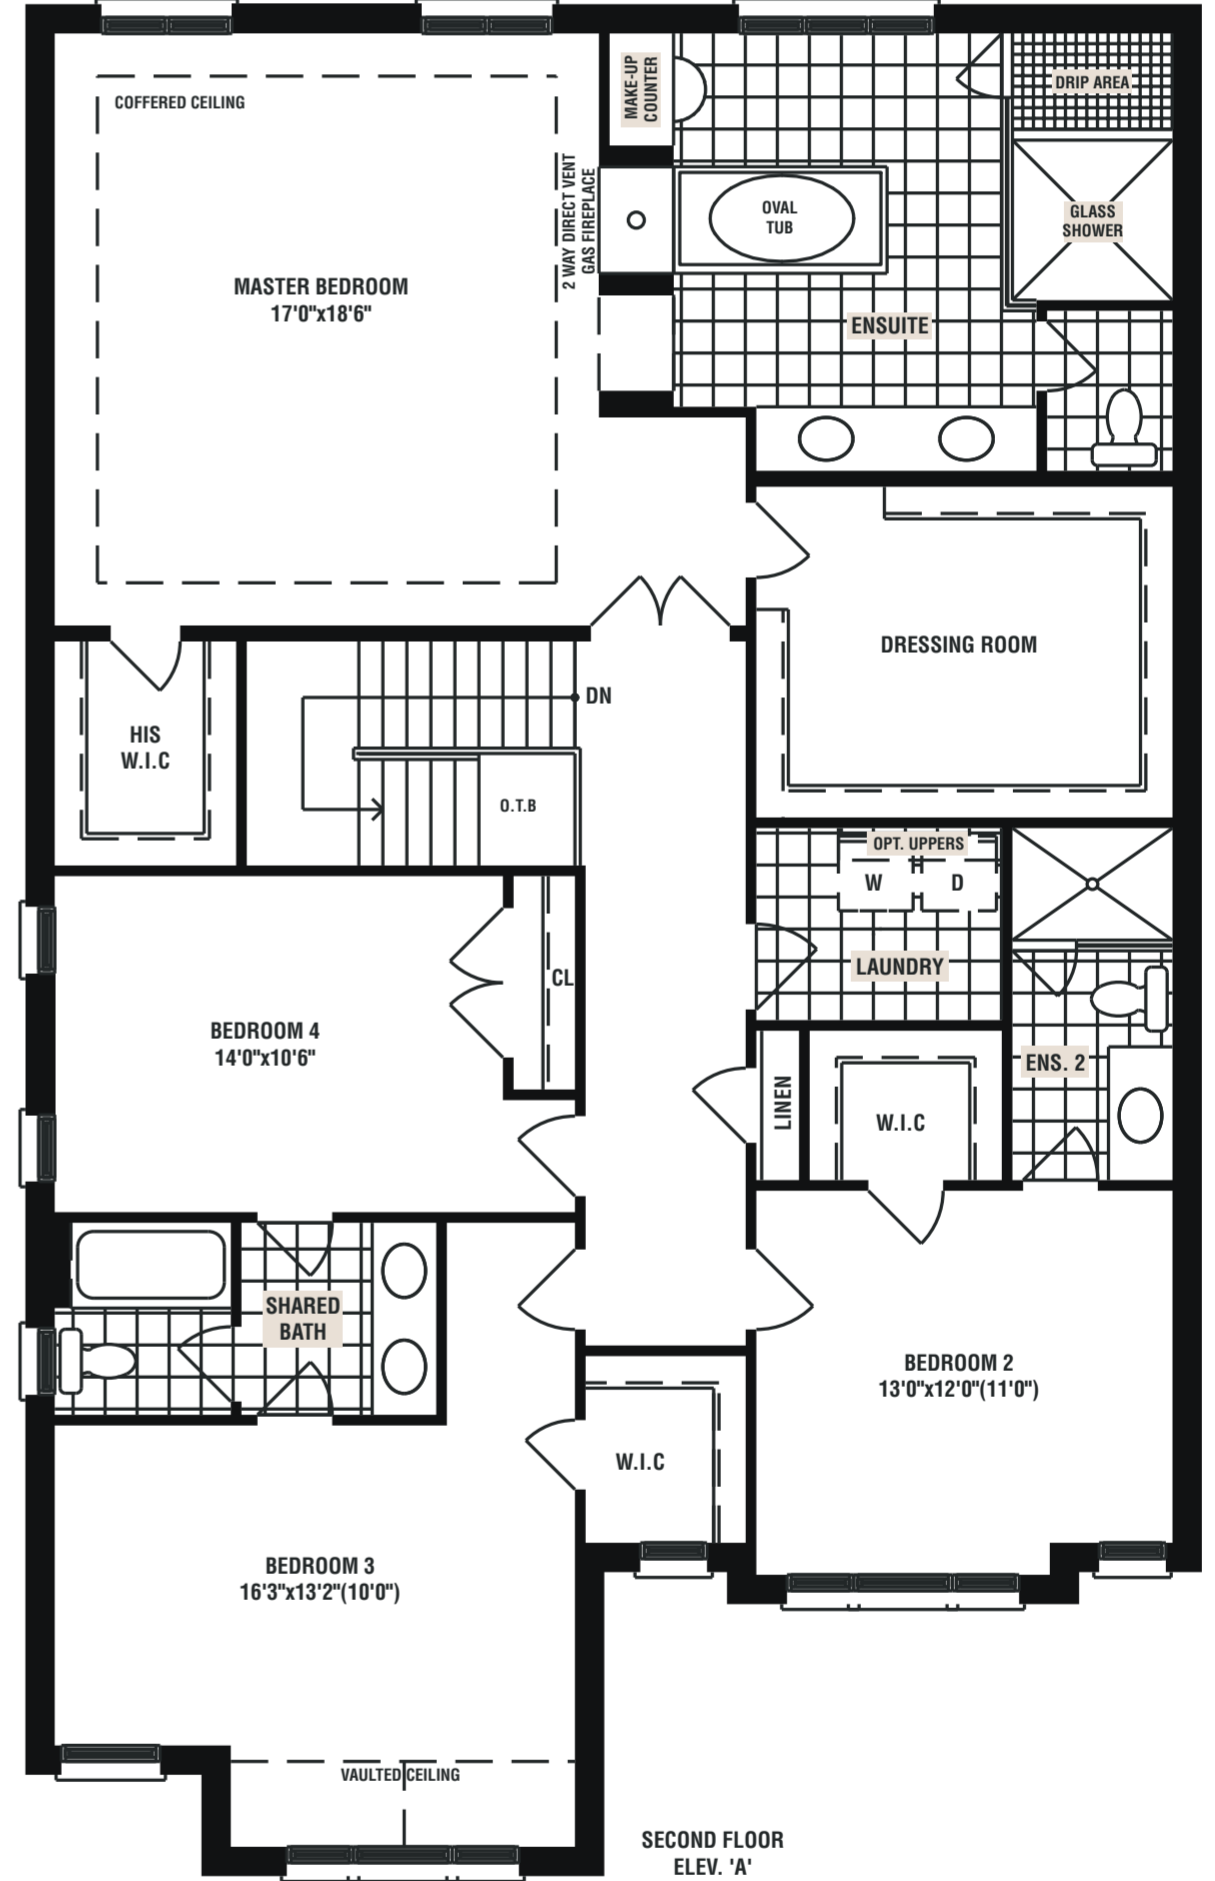 COFFERED CEILING
MASTER BEDROOM
17'0"x18'6"
2 WAY DIRECT VENT
GAS FIREPLACE
MAKE-UP
COUNTER
OVAL
TUB
DRIP AREA
GLASS
SHOWER
ENSUITE
DRESSING ROOM
HIS
W.I.C
DN
O.T.B
OPT. UPPERS
W
D
LAUNDRY
CL
BEDROOM 4
14'0"x10'6"
LINEN
W.I.C
ENS. 2
SHARED
BATH
BEDROOM 2
13'0"x12'0"(11'0")
W.I.C
BEDROOM 3
16'3"x13'2"(10'0")
VAULTED CEILING
SECOND FLOOR
ELEV. 'A'